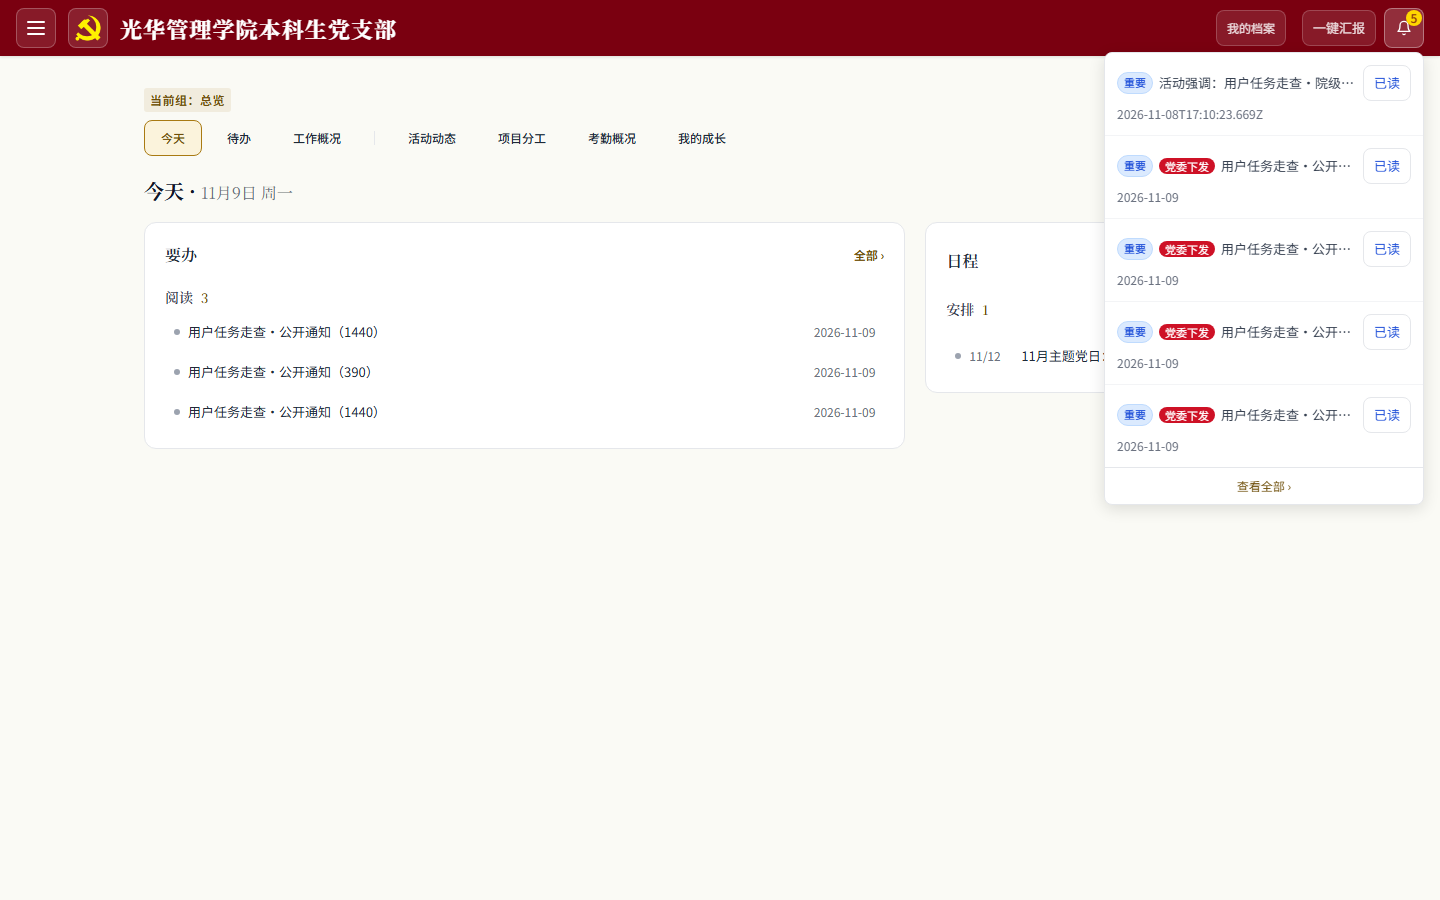 光华管理学院本科生党支部
我的档案
一键汇报
5
当前组：总览
今天 待办 工作概况 活动动态 项目分工 考勤概况 我的成长
今天 · 11月9日 周一
要办
全部 ›
阅读 3
用户任务走查·公开通知（1440） 2026-11-09
用户任务走查·公开通知（390） 2026-11-09
用户任务走查·公开通知（1440） 2026-11-09
日程
安排 1
11/12 11月主题党日
重要 活动强调：用户任务走查·院级… 已读
2026-11-08T17:10:23.669Z
重要 党委下发 用户任务走查·公开… 已读
2026-11-09
重要 党委下发 用户任务走查·公开… 已读
2026-11-09
重要 党委下发 用户任务走查·公开… 已读
2026-11-09
重要 党委下发 用户任务走查·公开… 已读
2026-11-09
查看全部 ›